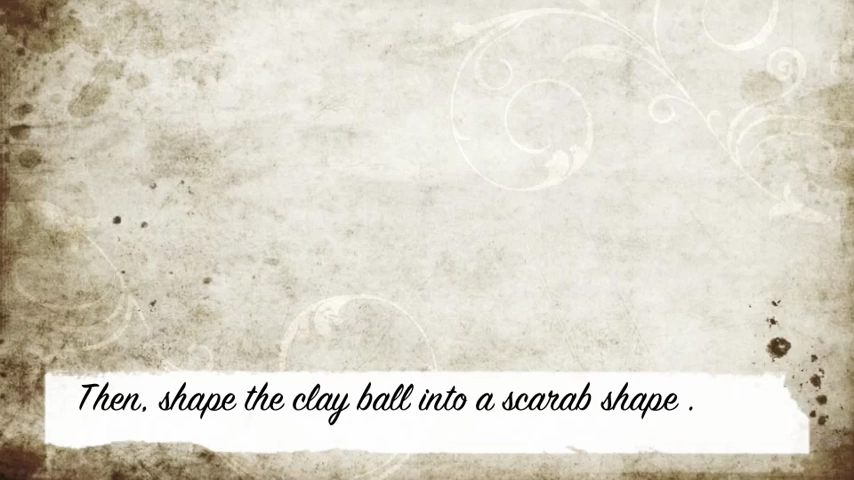 Then, shape the clay ball into a scarab shape .